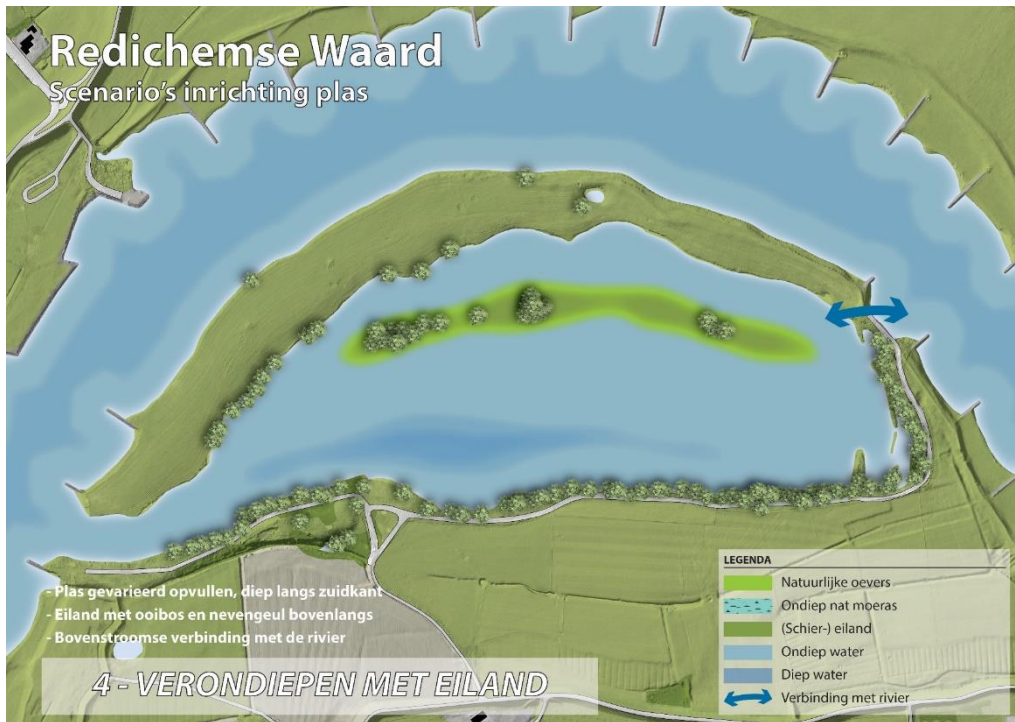 Redichemse Waard
Scenario's inrichting plas
- Plas gevarieerd opvullen, diep langs zuidkant
- Eiland met ooibos en nevengeul bovenlangs
- Bovenstroomse verbinding met de rivier
4 - VERONDIEPEN MET EILAND
LEGENDA
Natuurlijke oevers
Ondiep nat moeras
(Schier-) eiland
Ondiep water
Diep water
Verbinding met rivier